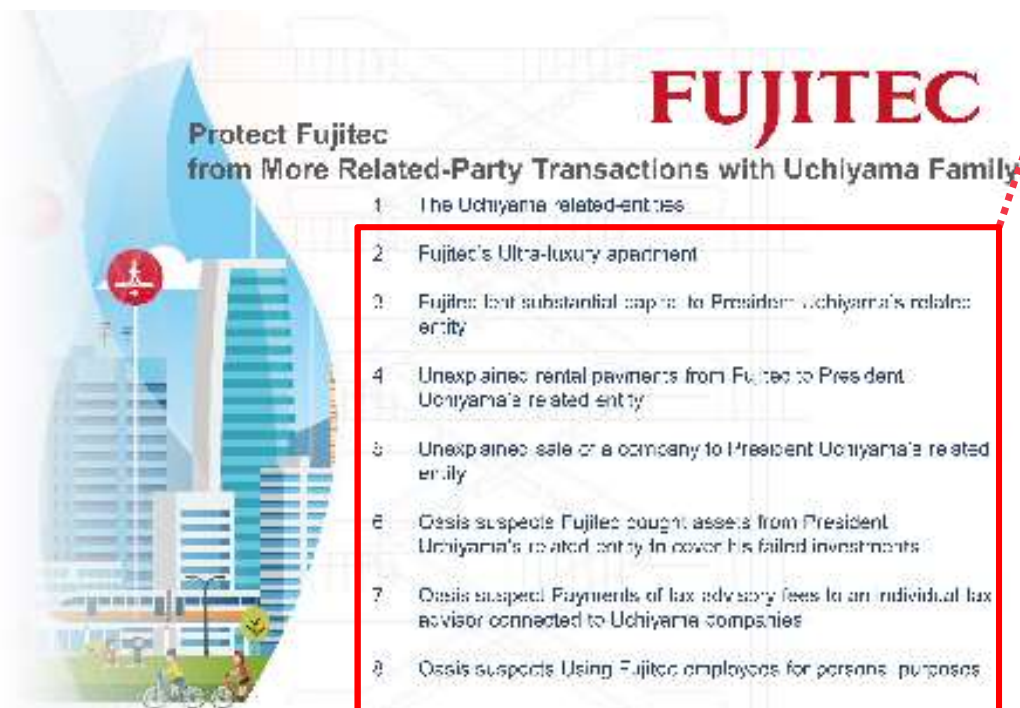 FUJITEC
Protect Fujitec
from More Related-Party Transactions with Uchiyama Family
1 The Uchiyama related-entities
2 Fujitec's Ultra-luxury apartment
3 Fujitec lent substantial capital to President Uchiyama's related
entity
4 Unexplained rental payments from Fujitec to President
Uchiyama's related entity
5 Unexplained sale of a company to President Uchiyama's related
entity
6 Oasis suspects Fujitec bought assets from President
Uchiyama's related entity to cover his failed investments
7 Oasis suspect Payments of tax advisory fees to an individual tax
advisor connected to Uchiyama companies
8 Oasis suspects Using Fujitec employees for personal purposes